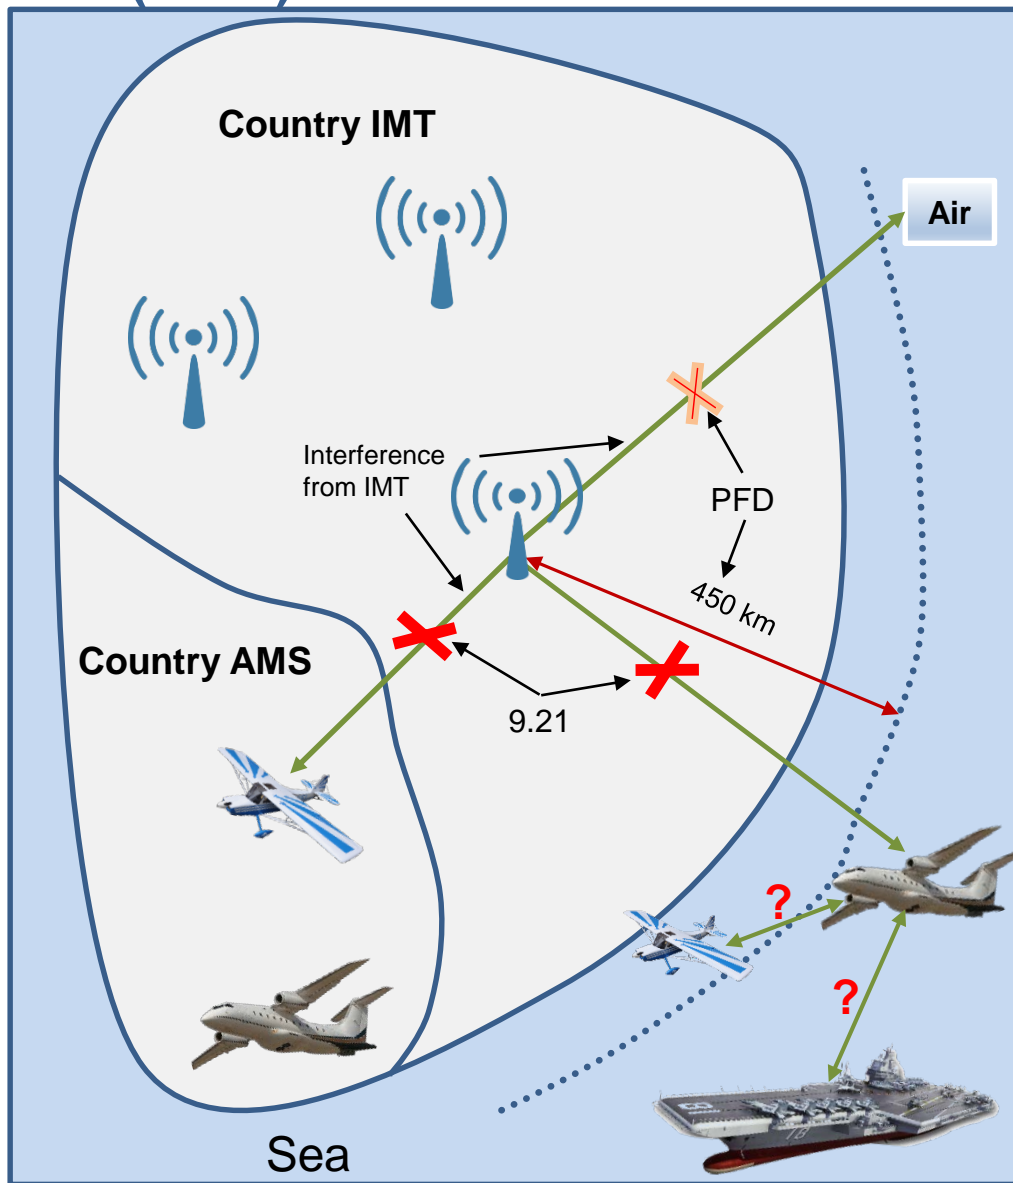 Country IMT
Air
Interference
from IMT
PFD
450 km
Country AMS
9.21
?
?
Sea